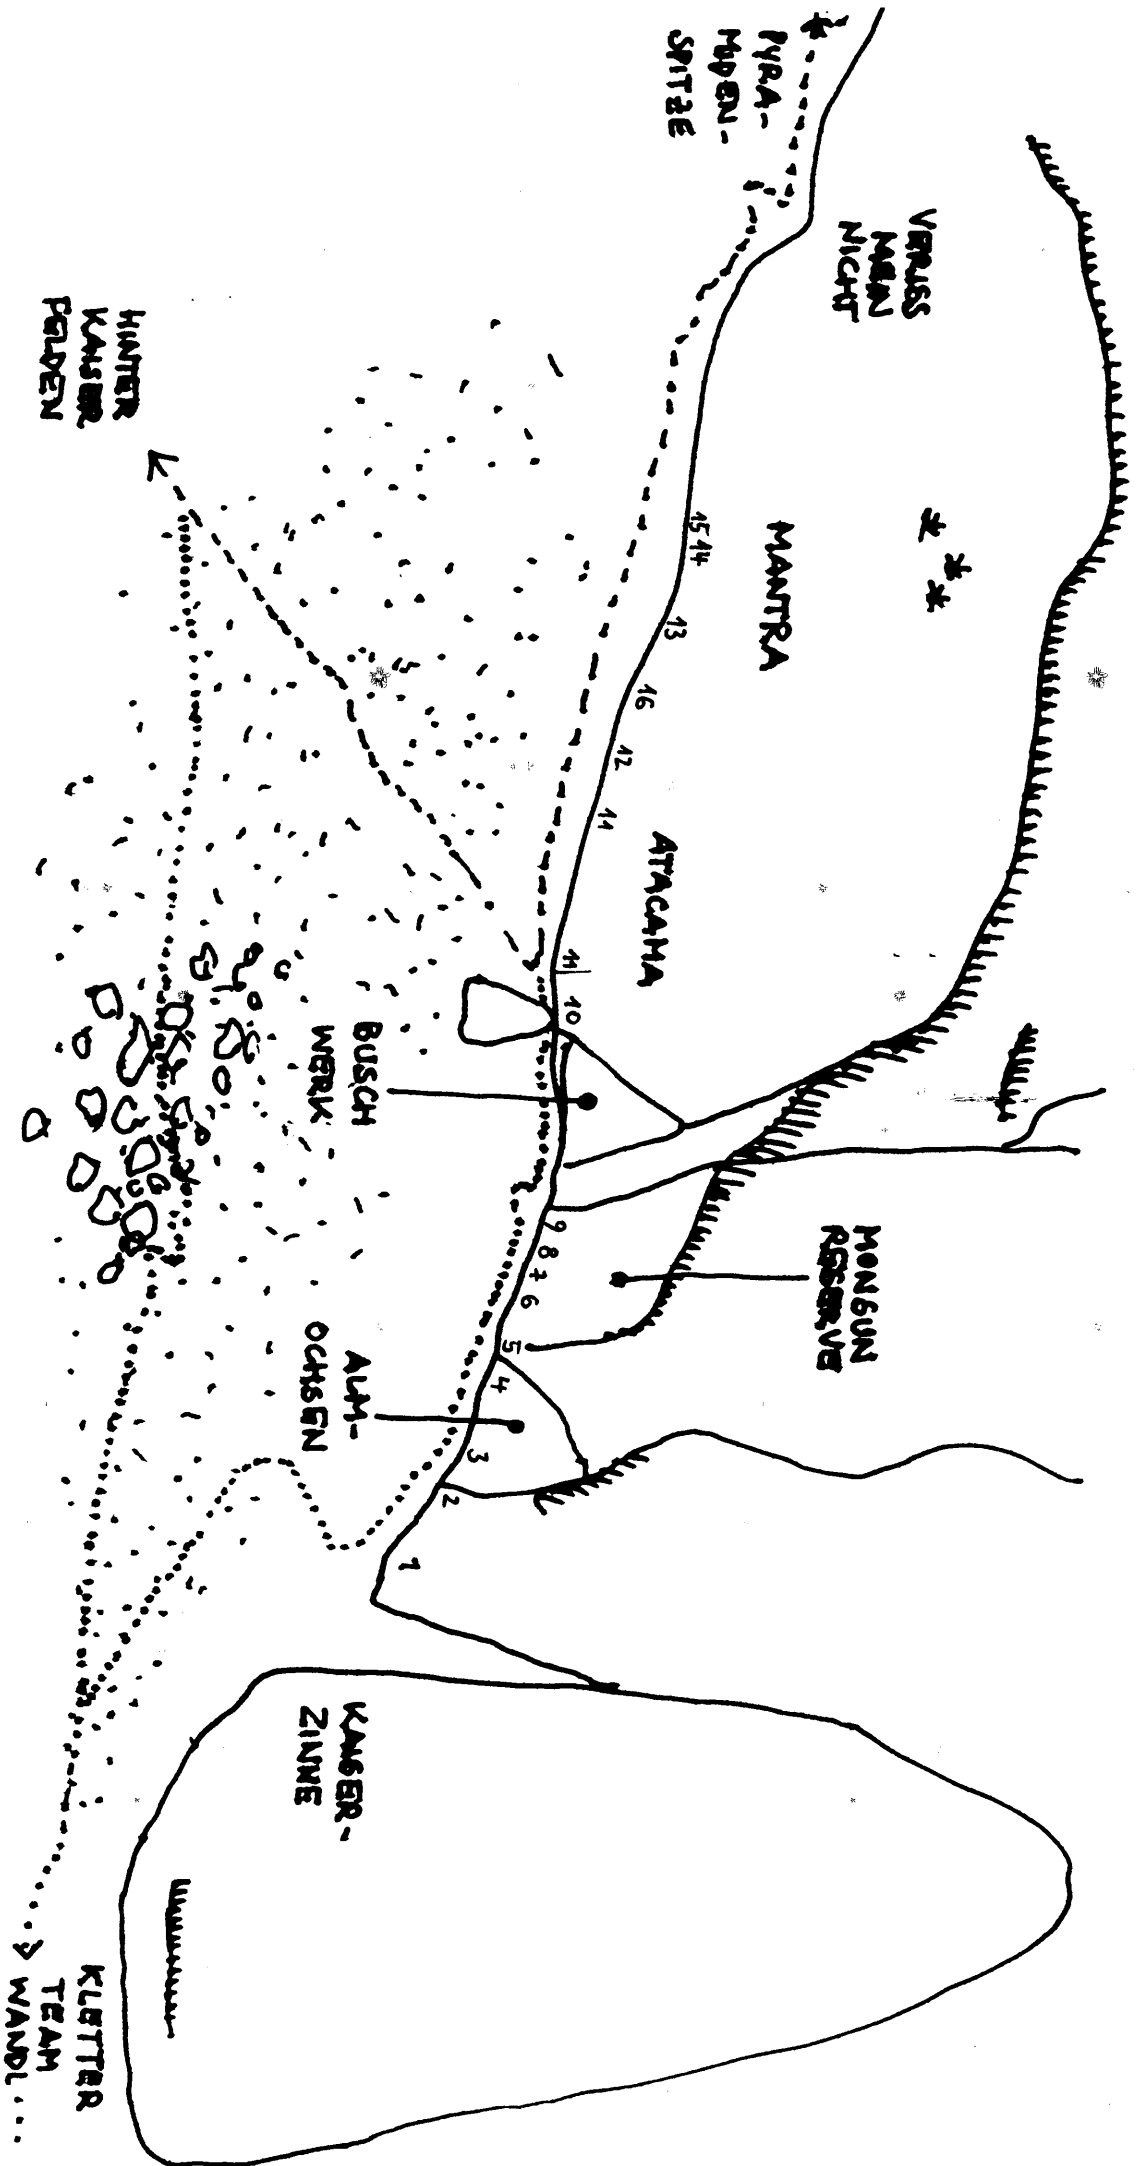 VERGISS
MEIN
NICHT
PYRA-
MIDEN-
SPITZE
MANTRA
ATACAMA
MONSUN
RESERVE
15 14 13 16 12 11 11 10 9 8 7 6 5 4 3 2 1
BUSCH
WERK
ALM-
OCHSEN
KAISER-
ZINNE
HINTER
KAISER
FELDEN
KLETTER
TEAM
WANDL....